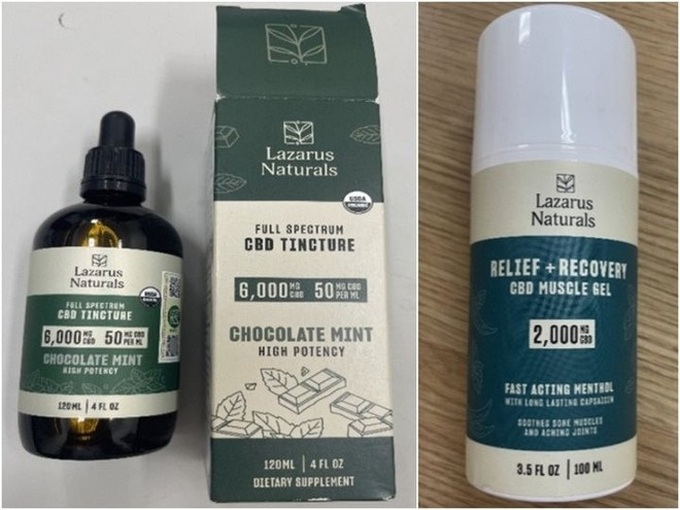 Lazarus
Naturals
FULL SPECTRUM
CBD TINCTURE
6,000 MG CBD 50 MG CBD PER ML
CHOCOLATE MINT
HIGH POTENCY
120ML | 4 FL OZ
Lazarus
Naturals
USDA
ORGANIC
FULL SPECTRUM
CBD TINCTURE
6,000 MG CBD 50 MG CBD PER ML
CHOCOLATE MINT
HIGH POTENCY
120ML | 4 FL OZ
DIETARY SUPPLEMENT
Lazarus
Naturals
RELIEF + RECOVERY
CBD MUSCLE GEL
2,000 MG CBD
FAST ACTING MENTHOL
WITH LONG LASTING CAPSAICIN
SOOTHES SORE MUSCLES
AND ACHING JOINTS
3.5 FL OZ | 100 ML